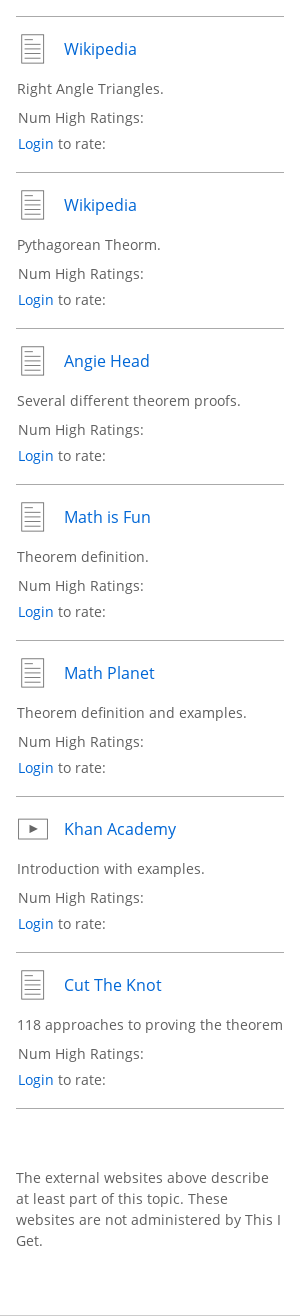 Wikipedia
Right Angle Triangles.
Num High Ratings:
Login to rate:
Wikipedia
Pythagorean Theorm.
Num High Ratings:
Login to rate:
Angie Head
Several different theorem proofs.
Num High Ratings:
Login to rate:
Math is Fun
Theorem definition.
Num High Ratings:
Login to rate:
Math Planet
Theorem definition and examples.
Num High Ratings:
Login to rate:
Khan Academy
Introduction with examples.
Num High Ratings:
Login to rate:
Cut The Knot
118 approaches to proving the theorem
Num High Ratings:
Login to rate:
The external websites above describe
at least part of this topic. These
websites are not administered by This I
Get.